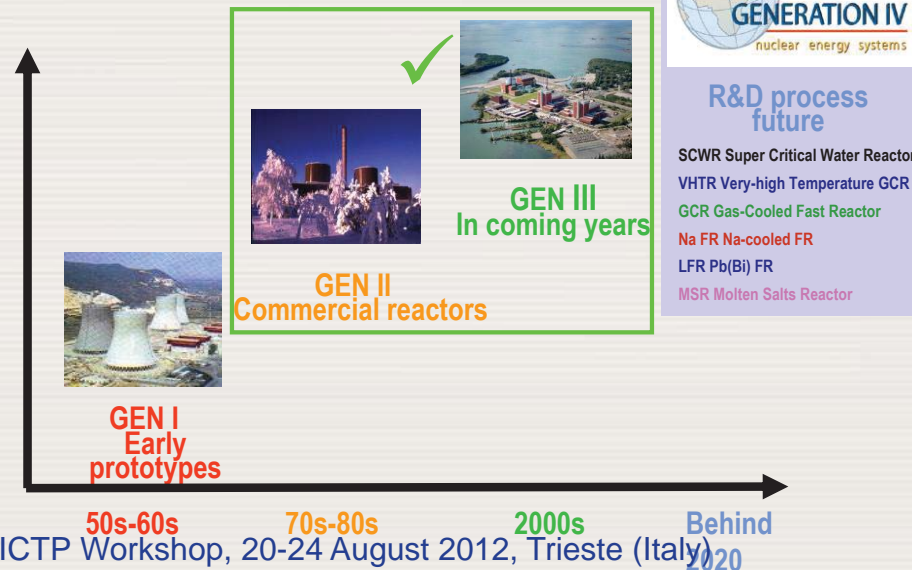 GENERATION IV
nuclear energy systems
R&D process
future
SCWR Super Critical Water Reactor
VHTR Very-high Temperature GCR
GCR Gas-Cooled Fast Reactor
Na FR Na-cooled FR
LFR Pb(Bi) FR
MSR Molten Salts Reactor
GEN III
In coming years
GEN II
Commercial reactors
GEN I
Early
prototypes
50s-60s
70s-80s
2000s
Behind
2020
ICTP Workshop, 20-24 August 2012, Trieste (Italy)